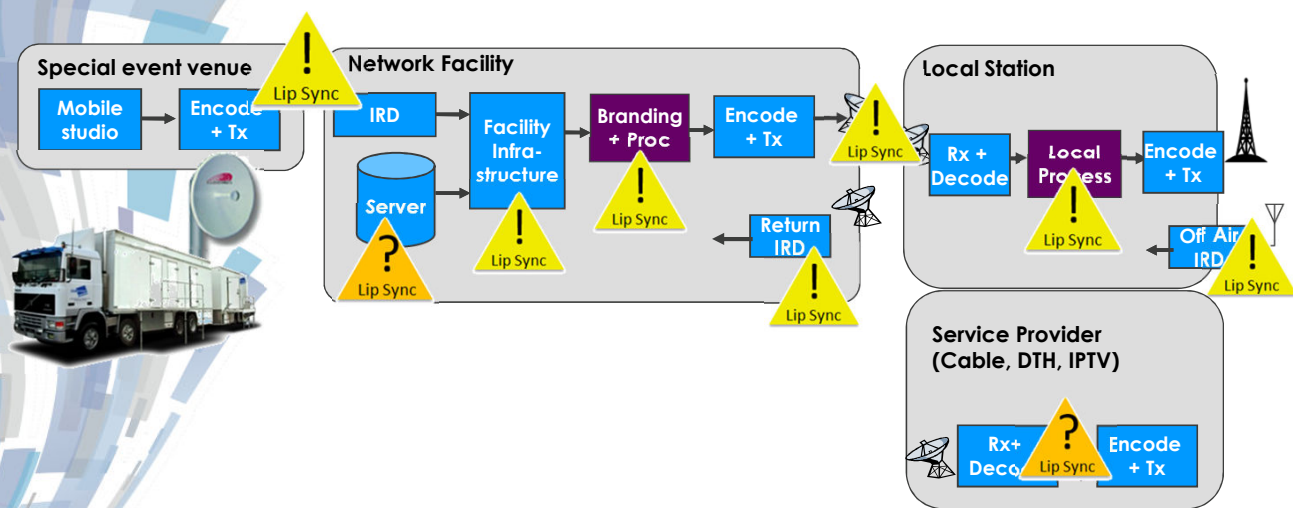 Special event venue
Mobile
studio
Encode
+ Tx
!
Lip Sync
Network Facility
IRD
Server
?
Lip Sync
Facility
Infra-
structure
!
Lip Sync
Branding
+ Proc
!
Lip Sync
Encode
+ Tx
!
Lip Sync
Return
IRD
!
Lip Sync
Local Station
Rx +
Decode
Local
Process
!
Lip Sync
Encode
+ Tx
Off Air
IRD
!
Lip Sync
Service Provider
(Cable, DTH, IPTV)
Rx+
Deco
?
Lip Sync
Encode
+ Tx